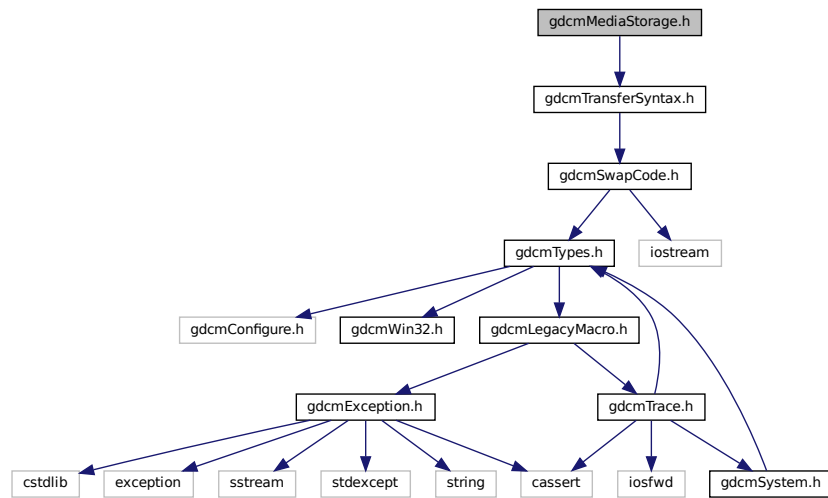 gdcmMediaStorage.h
gdcmTransferSyntax.h
gdcmSwapCode.h
gdcmTypes.h
iostream
gdcmConfigure.h
gdcmWin32.h
gdcmLegacyMacro.h
gdcmException.h
gdcmTrace.h
cstdlib
exception
sstream
stdexcept
string
cassert
iosfwd
gdcmSystem.h